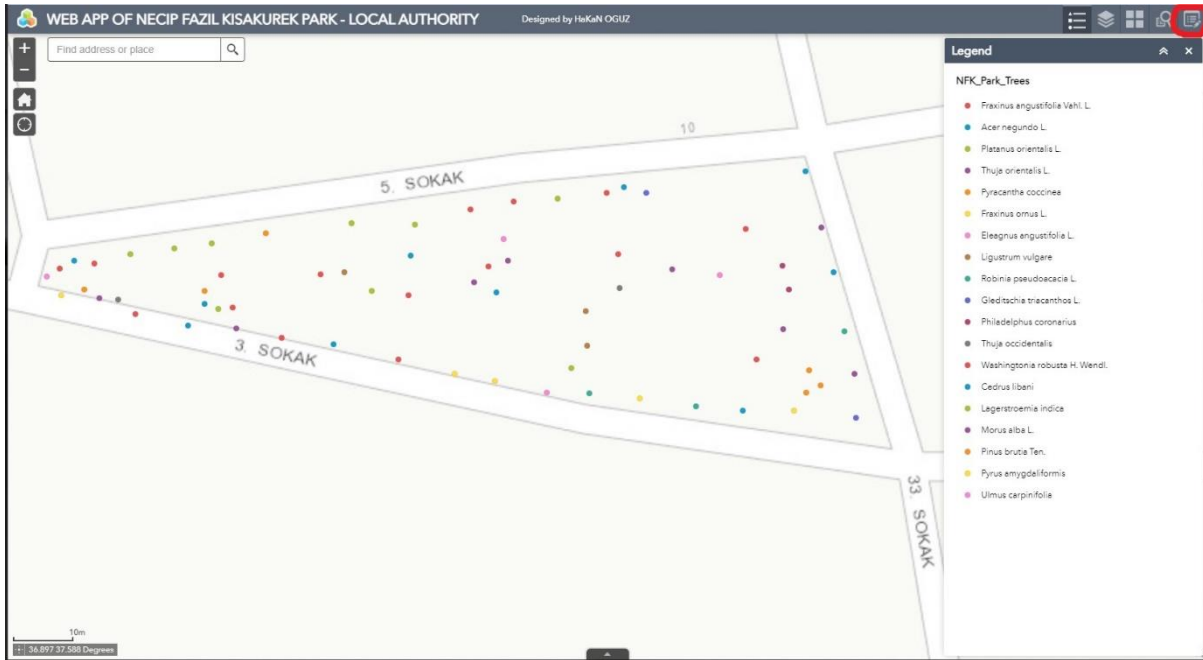 WEB APP OF NECIP FAZIL KISAKUREK PARK - LOCAL AUTHORITY
Designed by HaKaN OGUZ
+
Find address or place
−
Legend
NFK_Park_Trees
Fraxinus angustifolia Vahl. L.
Acer negundo L.
Platanus orientalis L.
Thuja orientalis L.
Pyracantha coccinea
Fraxinus ornus L.
Eleagnus angustifolia L.
Ligustrum vulgare
Robinia pseudoacacia L.
Gleditschia triacanthos L.
Philadelphus coronarius
Thuja occidentalis
Washingtonia robusta H. Wendl.
Cedrus libani
Lagerstroemia indica
Morus alba L.
Pinus brutia Ten.
Pyrus amygdaliformis
Ulmus carpinifolia
10
5. SOKAK
3. SOKAK
33. SOKAK
10m
36.897 37.588 Degrees